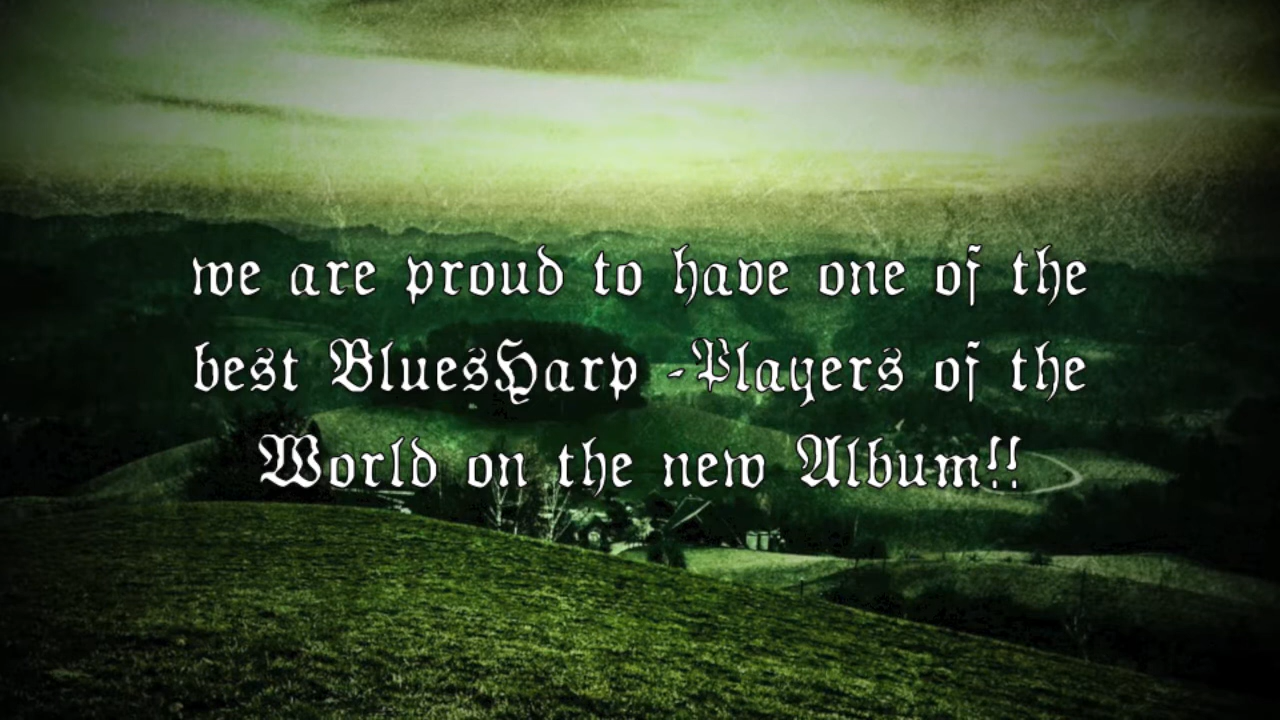 we are proud to have one of the
best BluesHarp -Players of the
World on the new Album!!